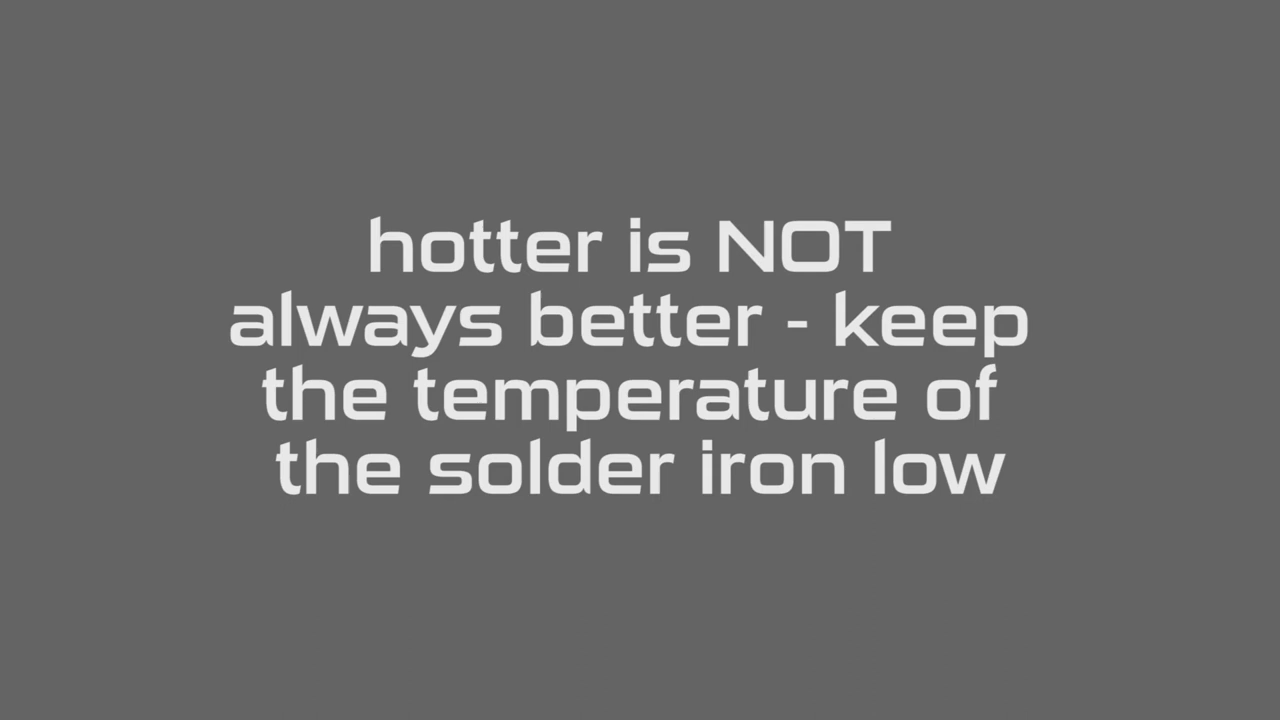 hotter is NOT
always better - keep
the temperature of
the solder iron low